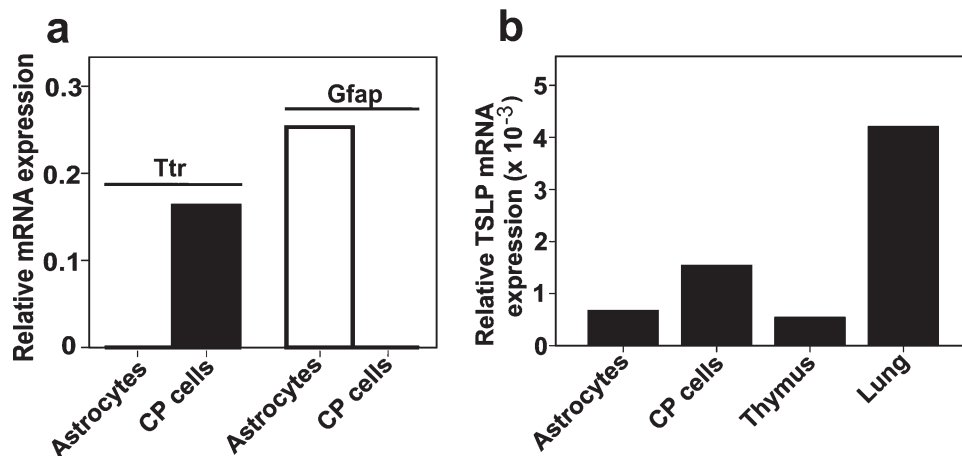 a
Relative mRNA expression
0.3
0.2
0.1
0
Ttr
Gfap
Astrocytes
CP cells
Astrocytes
CP cells
b
Relative TSLP mRNA
expression (x 10-3)
5
4
3
2
1
0
Astrocytes
CP cells
Thymus
Lung